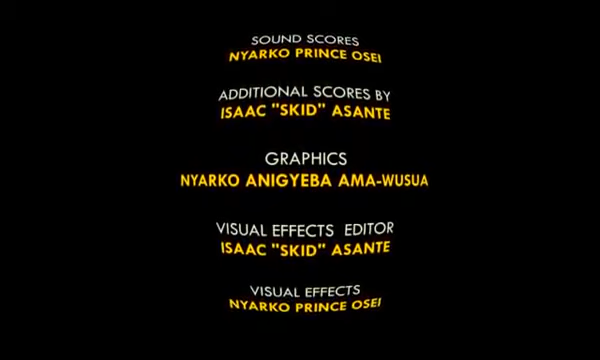 SOUND SCORES
NYARKO PRINCE OSEI
ADDITIONAL SCORES BY
ISAAC "SKID" ASANTE
GRAPHICS
NYARKO ANIGYEBA AMA-WUSUA
VISUAL EFFECTS EDITOR
ISAAC "SKID" ASANTE
VISUAL EFFECTS
NYARKO PRINCE OSEI